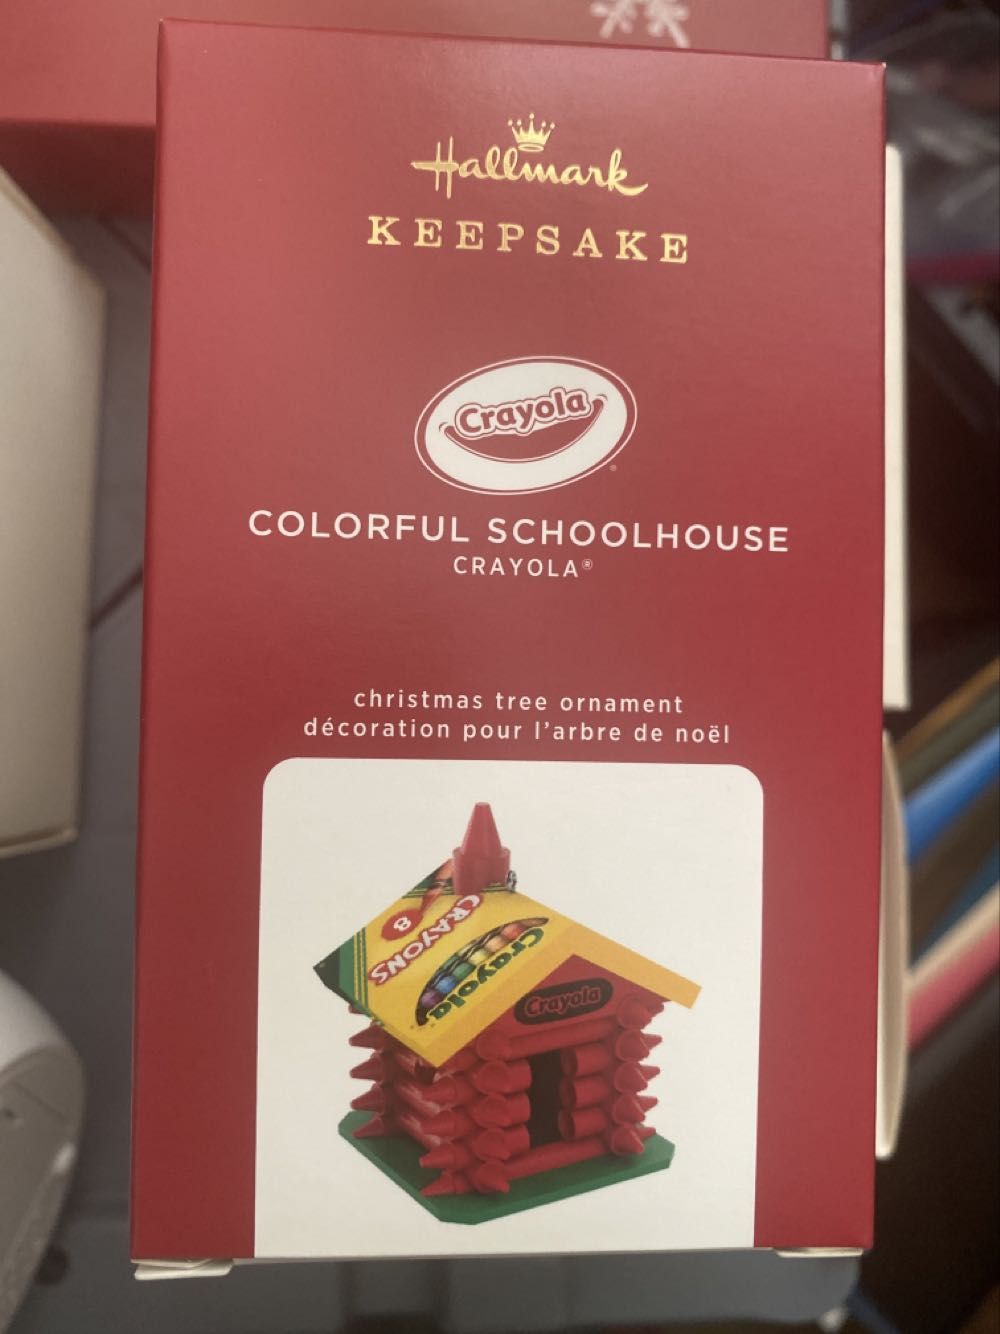 Hallmark
KEEPSAKE
Crayola
COLORFUL SCHOOLHOUSE
CRAYOLA®
christmas tree ornament
décoration pour l'arbre de noël
8
CRAYONS
Crayola
Crayola